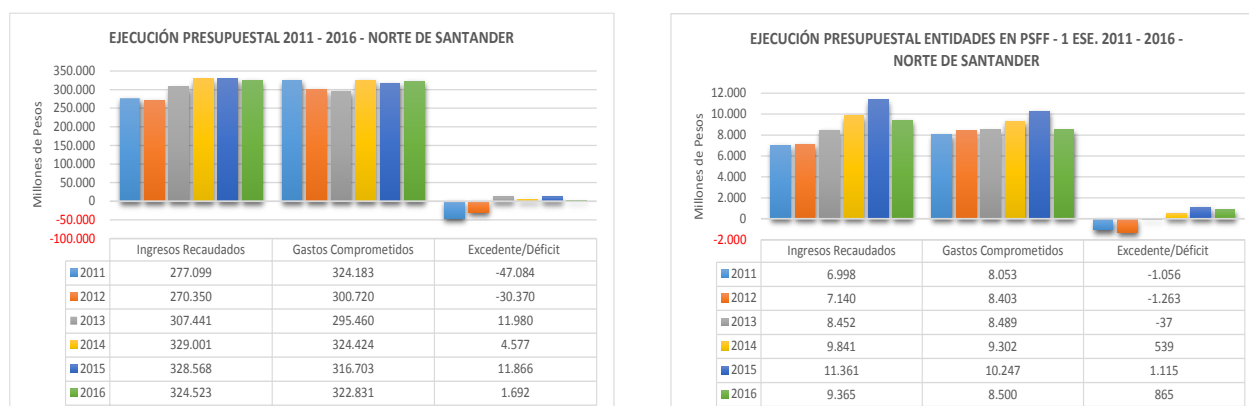 EJECUCIÓN PRESUPUESTAL 2011 - 2016 - NORTE DE SANTANDER
Millones de Pesos
350.000
300.000
250.000
200.000
150.000
100.000
50.000
0
-50.000
-100.000
Ingresos Recaudados Gastos Comprometidos Excedente/Déficit
2011 277.099 324.183 -47.084
2012 270.350 300.720 -30.370
2013 307.441 295.460 11.980
2014 329.001 324.424 4.577
2015 328.568 316.703 11.866
2016 324.523 322.831 1.692
EJECUCIÓN PRESUPUESTAL ENTIDADES EN PSFF - 1 ESE. 2011 - 2016 -
NORTE DE SANTANDER
Millones de Pesos
12.000
10.000
8.000
6.000
4.000
2.000
0
-2.000
Ingresos Recaudados Gastos Comprometidos Excedente/Déficit
2011 6.998 8.053 -1.056
2012 7.140 8.403 -1.263
2013 8.452 8.489 -37
2014 9.841 9.302 539
2015 11.361 10.247 1.115
2016 9.365 8.500 865